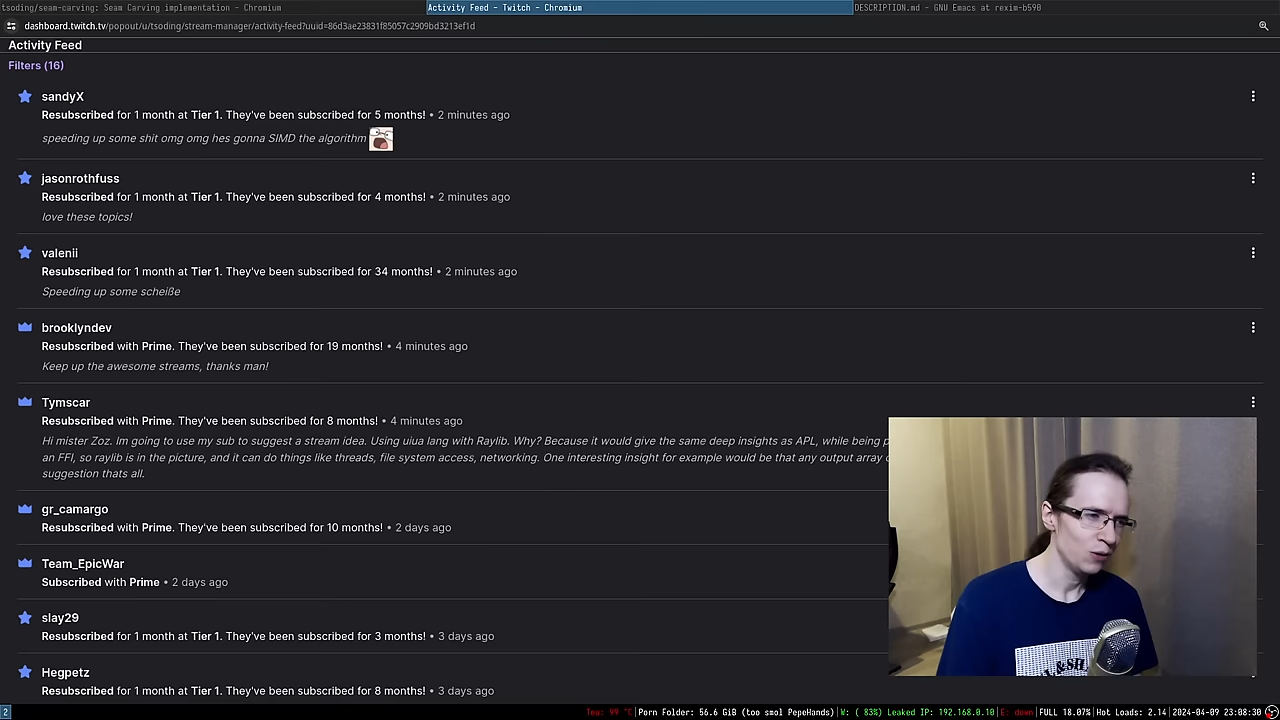 tsoding/seam-carving: Seam Carving implementation - Chromium
Activity Feed - Twitch - Chromium
DESCRIPTION.md - GNU Emacs at rexim-b590
dashboard.twitch.tv/popout/u/tsoding/stream-manager/activity-feed?uuid=86d3ae23831f85057c2909bd3213ef1d
Activity Feed
Filters (16)
sandyX
Resubscribed for 1 month at Tier 1. They've been subscribed for 5 months! • 2 minutes ago
speeding up some shit omg omg hes gonna SIMD the algorithm
jasonrothfuss
Resubscribed for 1 month at Tier 1. They've been subscribed for 4 months! • 2 minutes ago
love these topics!
valenii
Resubscribed for 1 month at Tier 1. They've been subscribed for 34 months! • 2 minutes ago
Speeding up some scheiße
brooklyndev
Resubscribed with Prime. They've been subscribed for 19 months! • 4 minutes ago
Keep up the awesome streams, thanks man!
Tymscar
Resubscribed with Prime. They've been subscribed for 8 months! • 4 minutes ago
Hi mister Zoz. Im going to use my sub to suggest a stream idea. Using uiua lang with Raylib. Why? Because it would give the same deep insights as APL, while being
an FFI, so raylib is in the picture, and it can do things like threads, file system access, networking. One interesting insight for example would be that any output array
suggestion thats all.
gr_camargo
Resubscribed with Prime. They've been subscribed for 10 months! • 2 days ago
Team_EpicWar
Subscribed with Prime • 2 days ago
slay29
Resubscribed for 1 month at Tier 1. They've been subscribed for 3 months! • 3 days ago
Hegpetz
Resubscribed for 1 month at Tier 1. They've been subscribed for 8 months! • 3 days ago
2
Tea: 99 °C|Porn Folder: 56.6 GiB (too smol PepeHands)|W: ( 83%) Leaked IP: 192.168.0.10|E: down|FULL 18.07%|Hot Loads: 2.14|2024-04-09 23:08:30